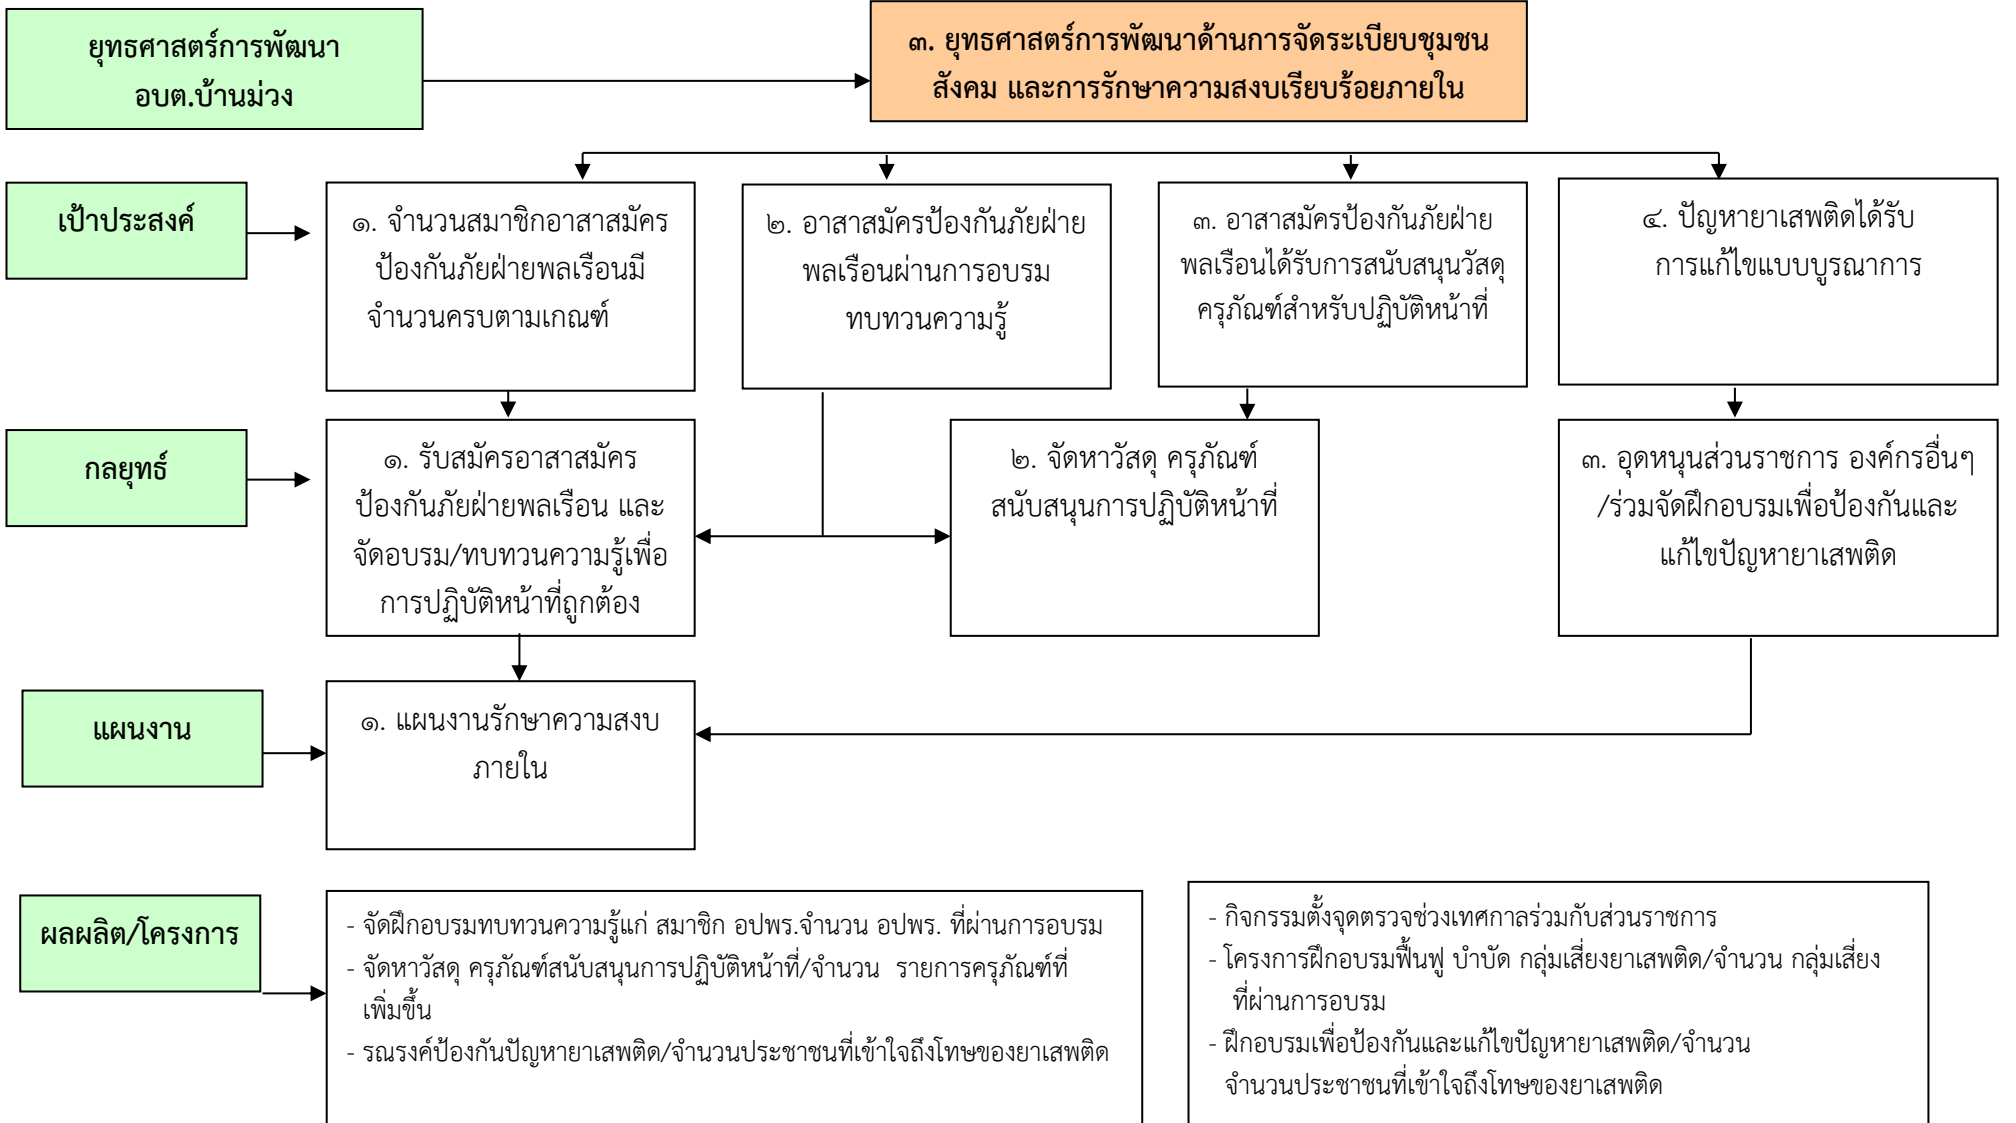 ยุทธศาสตร์การพัฒนา
อบต.บ้านม่วง
๓. ยุทธศาสตร์การพัฒนาด้านการจัดระเบียบชุมชน
สังคม และการรักษาความสงบเรียบร้อยภายใน
เป้าประสงค์
๑. จำนวนสมาชิกอาสาสมัคร
ป้องกันภัยฝ่ายพลเรือนมี
จำนวนครบตามเกณฑ์
๒. อาสาสมัครป้องกันภัยฝ่าย
พลเรือนผ่านการอบรม
ทบทวนความรู้
๓. อาสาสมัครป้องกันภัยฝ่าย
พลเรือนได้รับการสนับสนุนวัสดุ
ครุภัณฑ์สำหรับปฏิบัติหน้าที่
๔. ปัญหายาเสพติดได้รับ
การแก้ไขแบบบูรณาการ
กลยุทธ์
๑. รับสมัครอาสาสมัคร
ป้องกันภัยฝ่ายพลเรือน และ
จัดอบรม/ทบทวนความรู้เพื่อ
การปฏิบัติหน้าที่ถูกต้อง
๒. จัดหาวัสดุ ครุภัณฑ์
สนับสนุนการปฏิบัติหน้าที่
๓. อุดหนุนส่วนราชการ องค์กรอื่นๆ
/ร่วมจัดฝึกอบรมเพื่อป้องกันและ
แก้ไขปัญหายาเสพติด
แผนงาน
๑. แผนงานรักษาความสงบ
ภายใน
ผลผลิต/โครงการ
- จัดฝึกอบรมทบทวนความรู้แก่ สมาชิก อปพร.จำนวน อปพร. ที่ผ่านการอบรม
- จัดหาวัสดุ ครุภัณฑ์สนับสนุนการปฏิบัติหน้าที่/จำนวน รายการครุภัณฑ์ที่
เพิ่มขึ้น
- รณรงค์ป้องกันปัญหายาเสพติด/จำนวนประชาชนที่เข้าใจถึงโทษของยาเสพติด
- กิจกรรมตั้งจุดตรวจช่วงเทศกาลร่วมกับส่วนราชการ
- โครงการฝึกอบรมฟื้นฟู บำบัด กลุ่มเสี่ยงยาเสพติด/จำนวน กลุ่มเสี่ยง
ที่ผ่านการอบรม
- ฝึกอบรมเพื่อป้องกันและแก้ไขปัญหายาเสพติด/จำนวน
จำนวนประชาชนที่เข้าใจถึงโทษของยาเสพติด